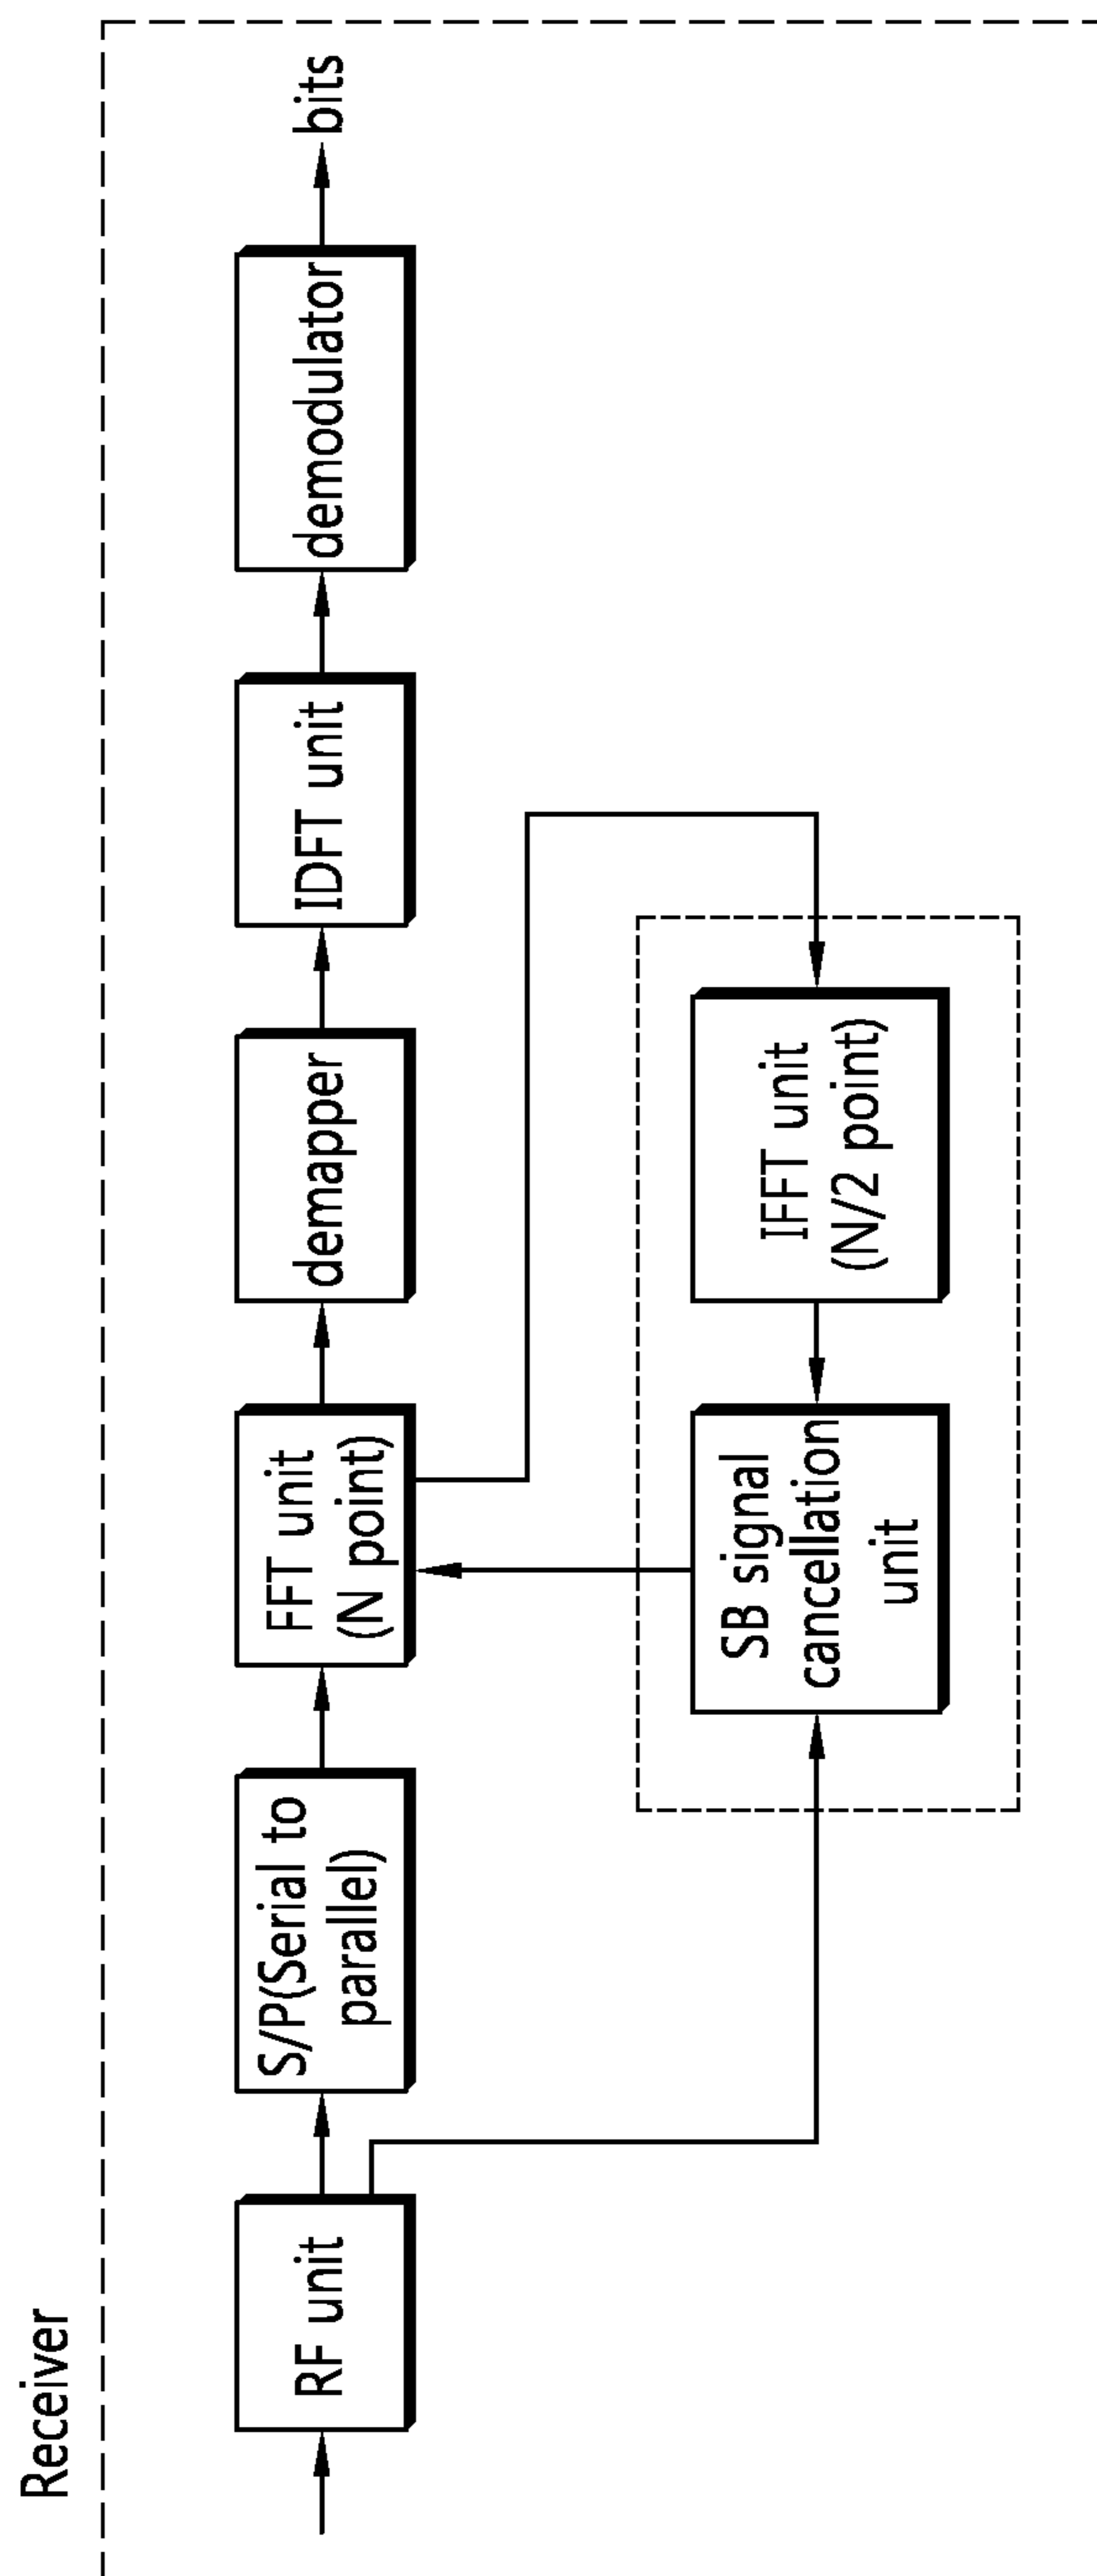 Receiver
RF unit
S/P(Serial to
parallel)
FFT unit
(N point)
demapper
IDFT unit
demodulator
bits
SB signal
cancellation
unit
IFFT unit
(N/2 point)